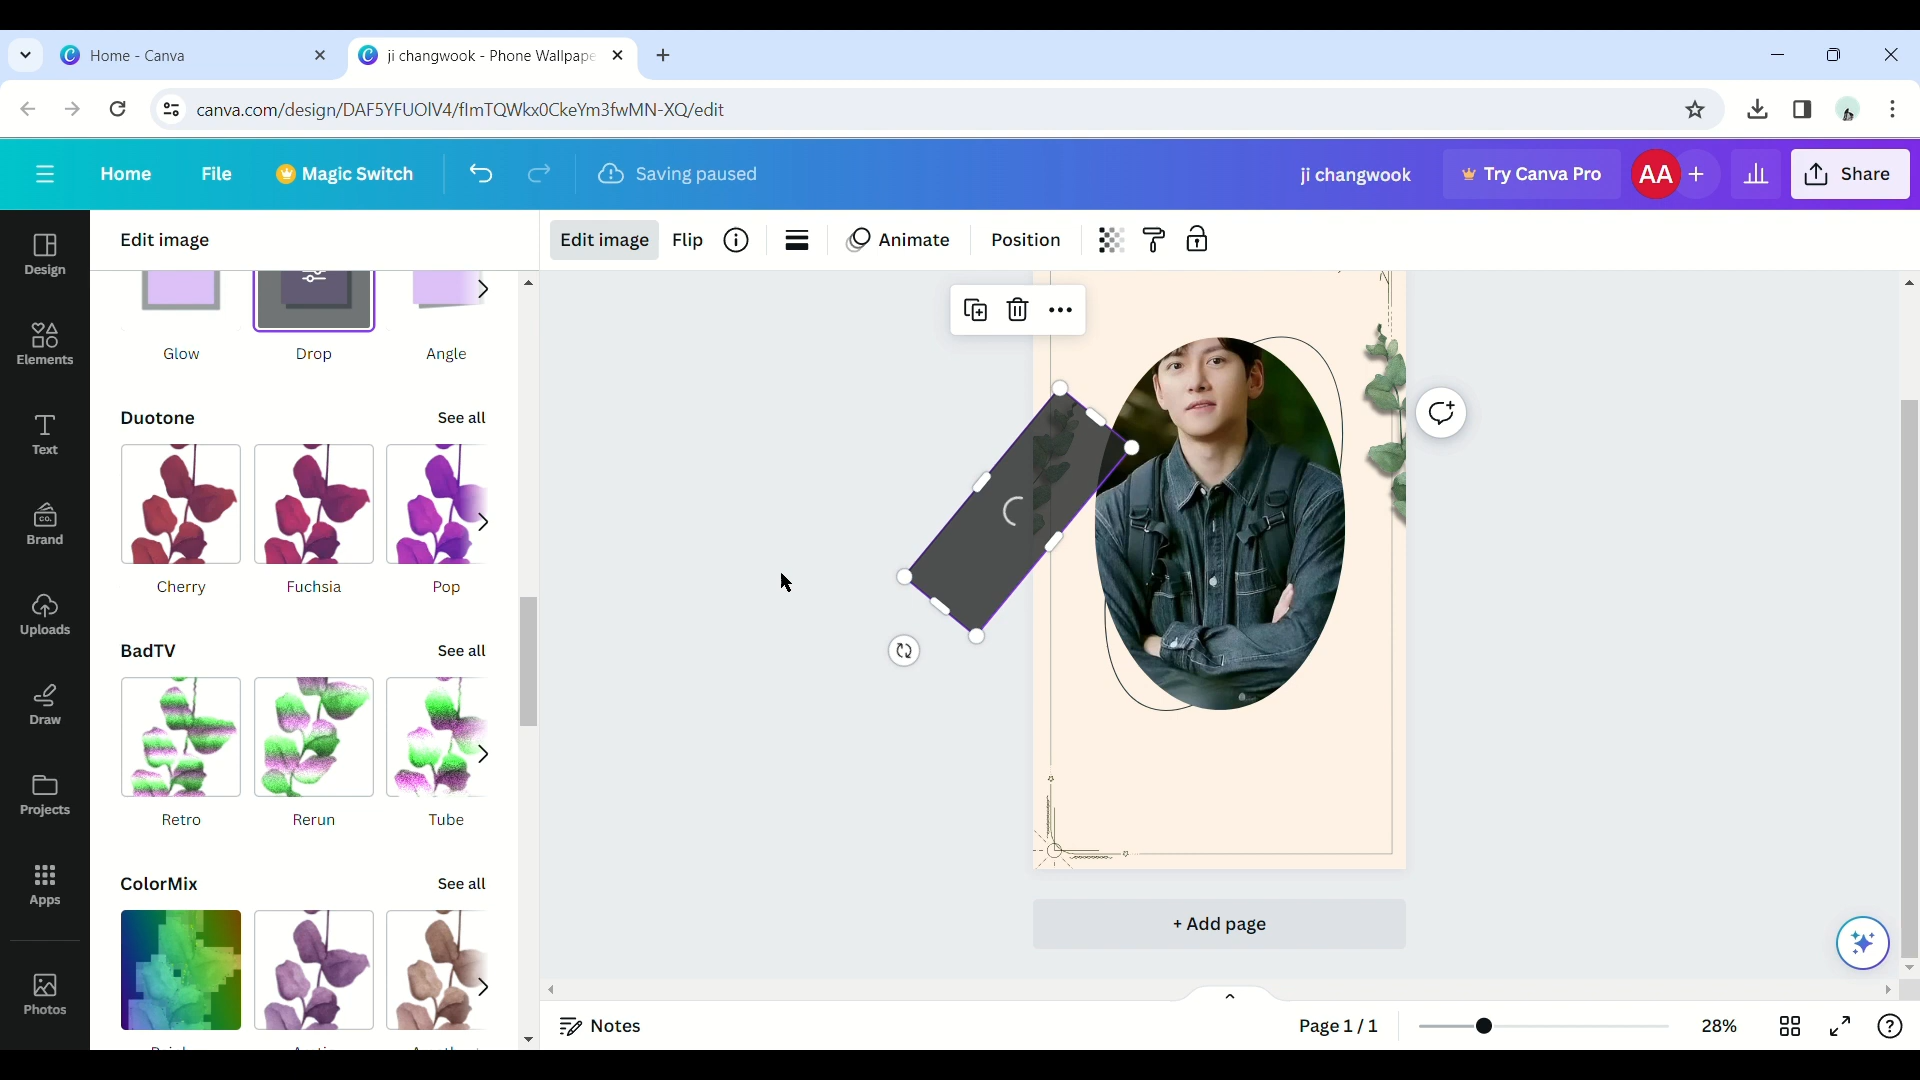 Home - Canva
ji changwook - Phone Wallpape
canva.com/design/DAF5YFUOlV4/flmTQWkx0CkeYm3fwMN-XQ/edit
Home
File
Magic Switch
Saving paused
ji changwook
Try Canva Pro
AA
+
Share
Design
Elements
Text
CO.
Brand
Uploads
Draw
Projects
Apps
Photos
Edit image
Edit image
Flip
Animate
Position
Glow
Drop
Angle
Duotone
See all
Cherry
Fuchsia
Pop
BadTV
See all
Retro
Rerun
Tube
ColorMix
See all
+ Add page
Notes
Page 1 / 1
28%